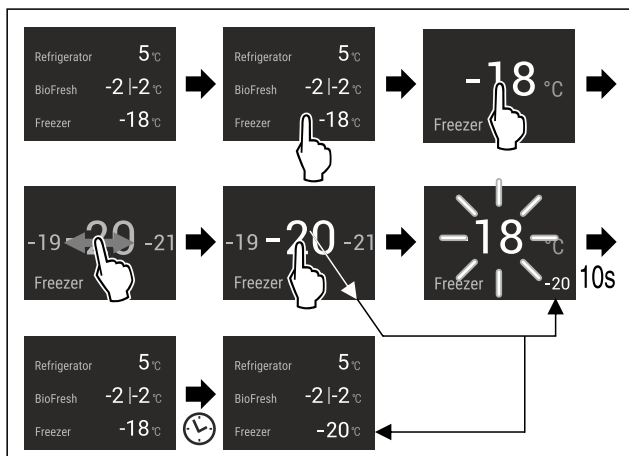 Refrigerator 5 °C
BioFresh -2 | -2 °C
Freezer -18 °C
Refrigerator 5 °C
BioFresh -2 | -2 °C
Freezer -18 °C
-18 °C
Freezer
-19 -20 -21
Freezer
-19 -20 -21
Freezer
-18 °C
Freezer -20
10s
Refrigerator 5 °C
BioFresh -2 | -2 °C
Freezer -18 °C
Refrigerator 5 °C
BioFresh -2 | -2 °C
Freezer -20 °C